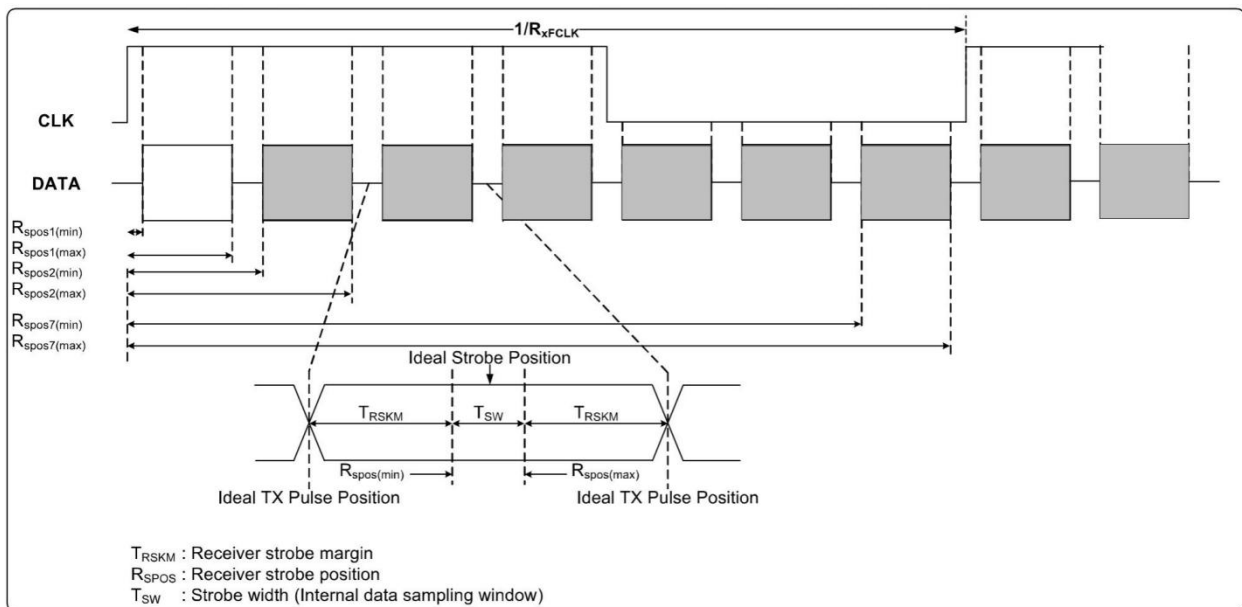 1/RxFCLK
CLK
DATA
Rspos1(min)
Rspos1(max)
Rspos2(min)
Rspos2(max)
Rspos7(min)
Rspos7(max)
Ideal Strobe Position
TRSKM TSW TRSKM
Rspos(min) Rspos(max)
Ideal TX Pulse Position Ideal TX Pulse Position
TRSKM : Receiver strobe margin
RSPOS : Receiver strobe position
TSW : Strobe width (Internal data sampling window)